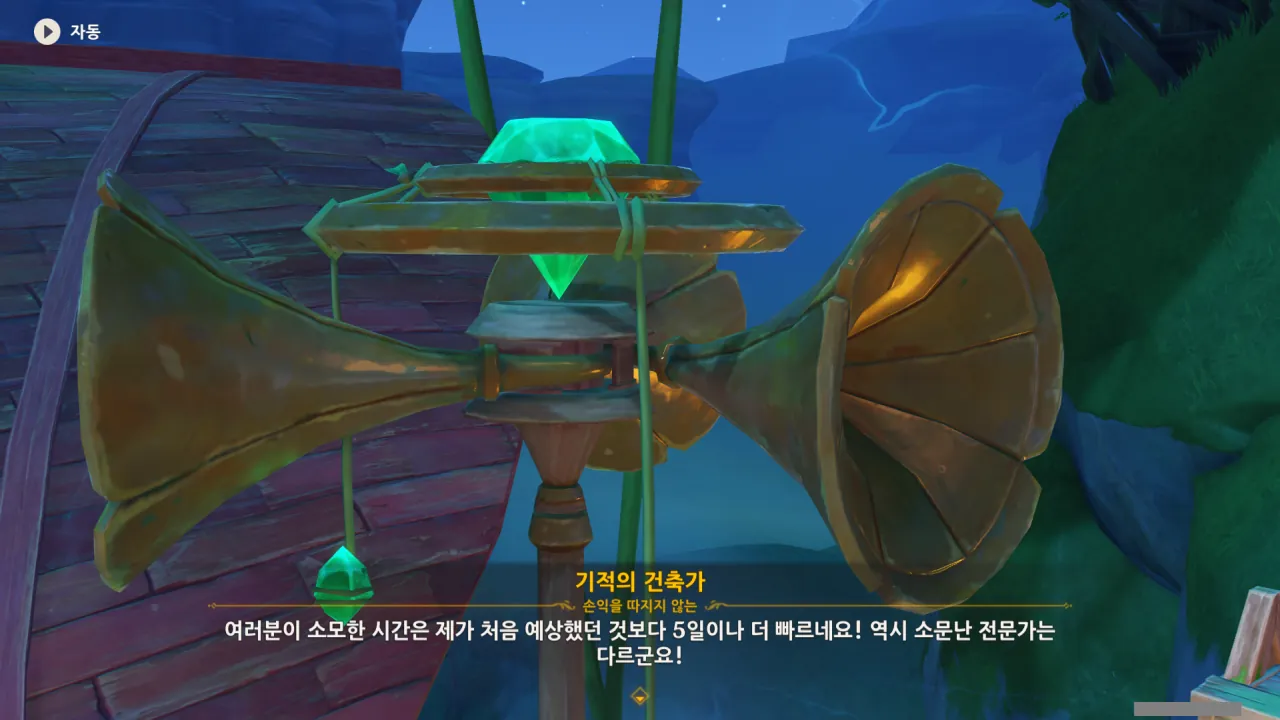 자동
기적의 건축가
손익을 따지지 않는
여러분이 소모한 시간은 제가 처음 예상했던 것보다 5일이나 더 빠르네요! 역시 소문난 전문가는
다르군요!